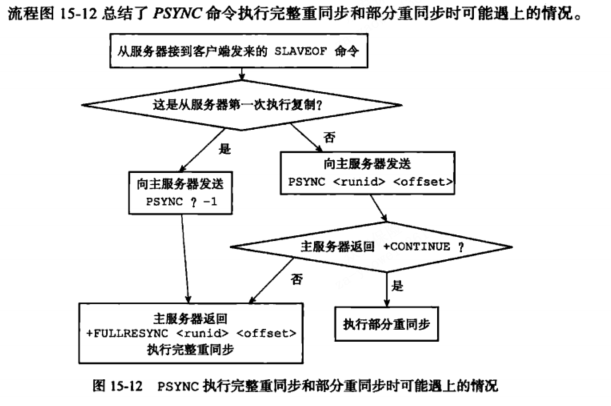 流程图 15-12 总结了 PSYNC 命令执行完整重同步和部分重同步时可能遇上的情况。
从服务器接到客户端发来的 SLAVEOF 命令
这是从服务器第一次执行复制？
是
否
向主服务器发送
PSYNC ? -1
向主服务器发送
PSYNC <runid> <offset>
主服务器返回 +CONTINUE ？
否
是
主服务器返回
+FULLRESYNC <runid> <offset>
执行完整重同步
执行部分重同步
图 15-12 PSYNC 执行完整重同步和部分重同步时可能遇上的情况